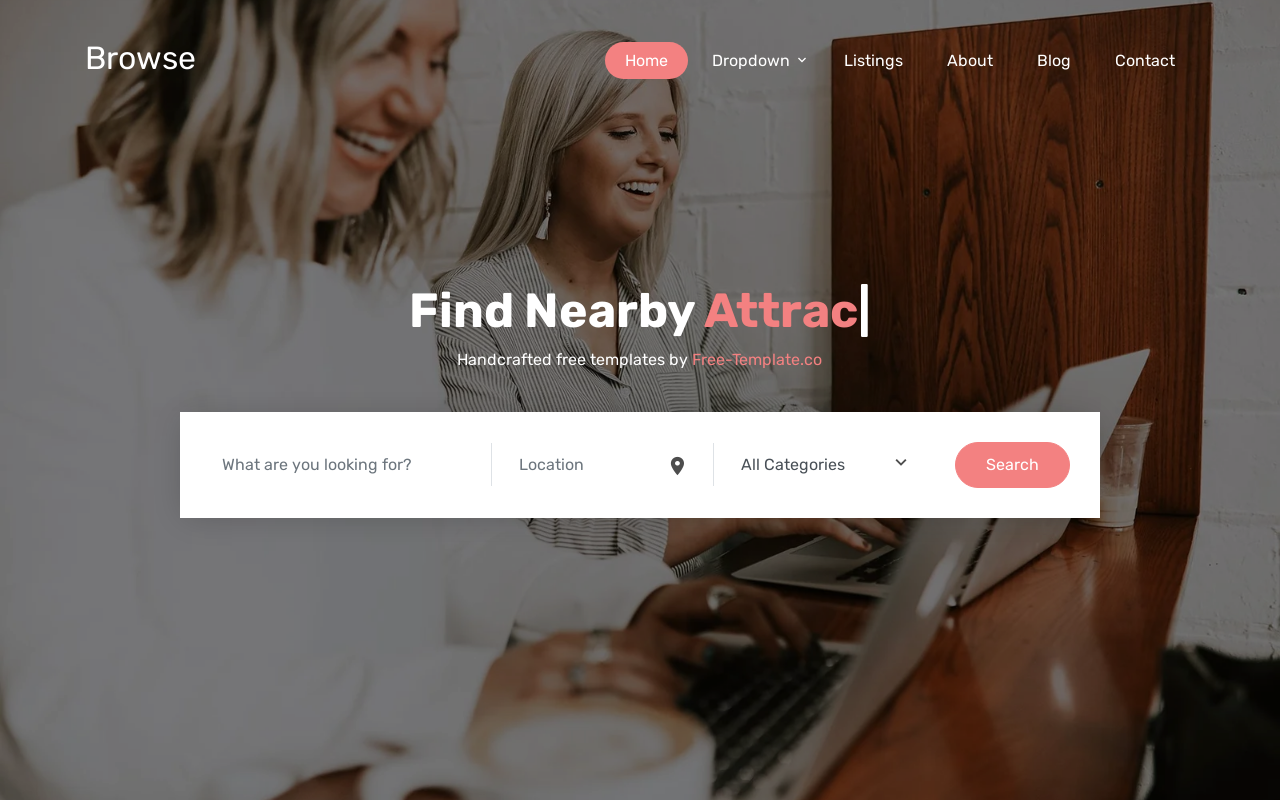 Browse
Home
Dropdown
Listings
About
Blog
Contact
Find Nearby Attrac
Handcrafted free templates by Free-Template.co
What are you looking for?
Location
All Categories
Search